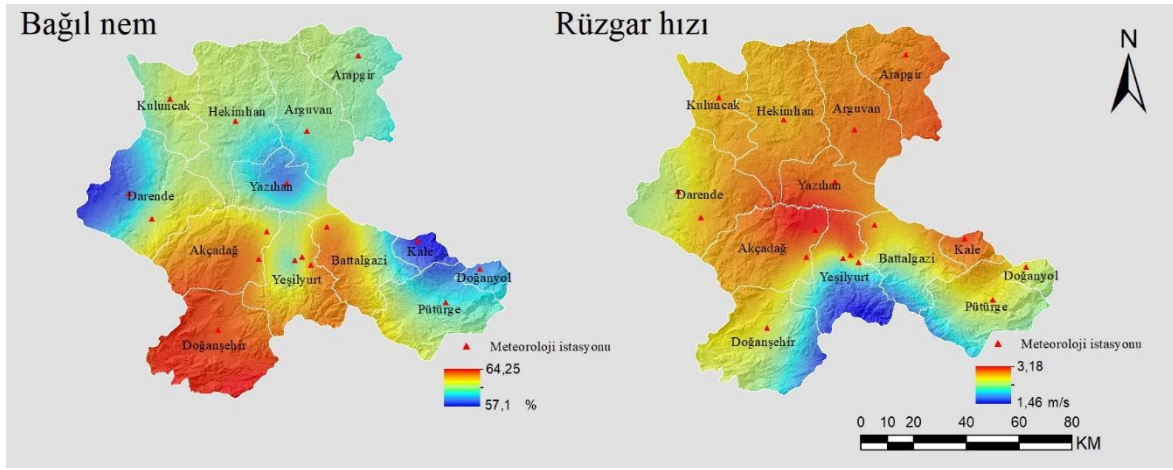 Bağıl nem
Arapgir
Kuluncak
Hekimhan
Arguvan
Yazıhan
Darende
Akçadağ
Battalgazi
Kale
Yeşilyurt
Doğanyol
Pütürge
Doğanşehir
Meteoroloji istasyonu
64,25
57,1 %
Rüzgar hızı
N
Arapgir
Kuluncak
Hekimhan
Arguvan
Yazıhan
Darende
Akçadağ
Kale
Battalgazi
Yeşilyurt
Doğanyol
Pütürge
Doğanşehir
Meteoroloji istasyonu
3,18
1,46 m/s
0 10 20 40 60 80
KM